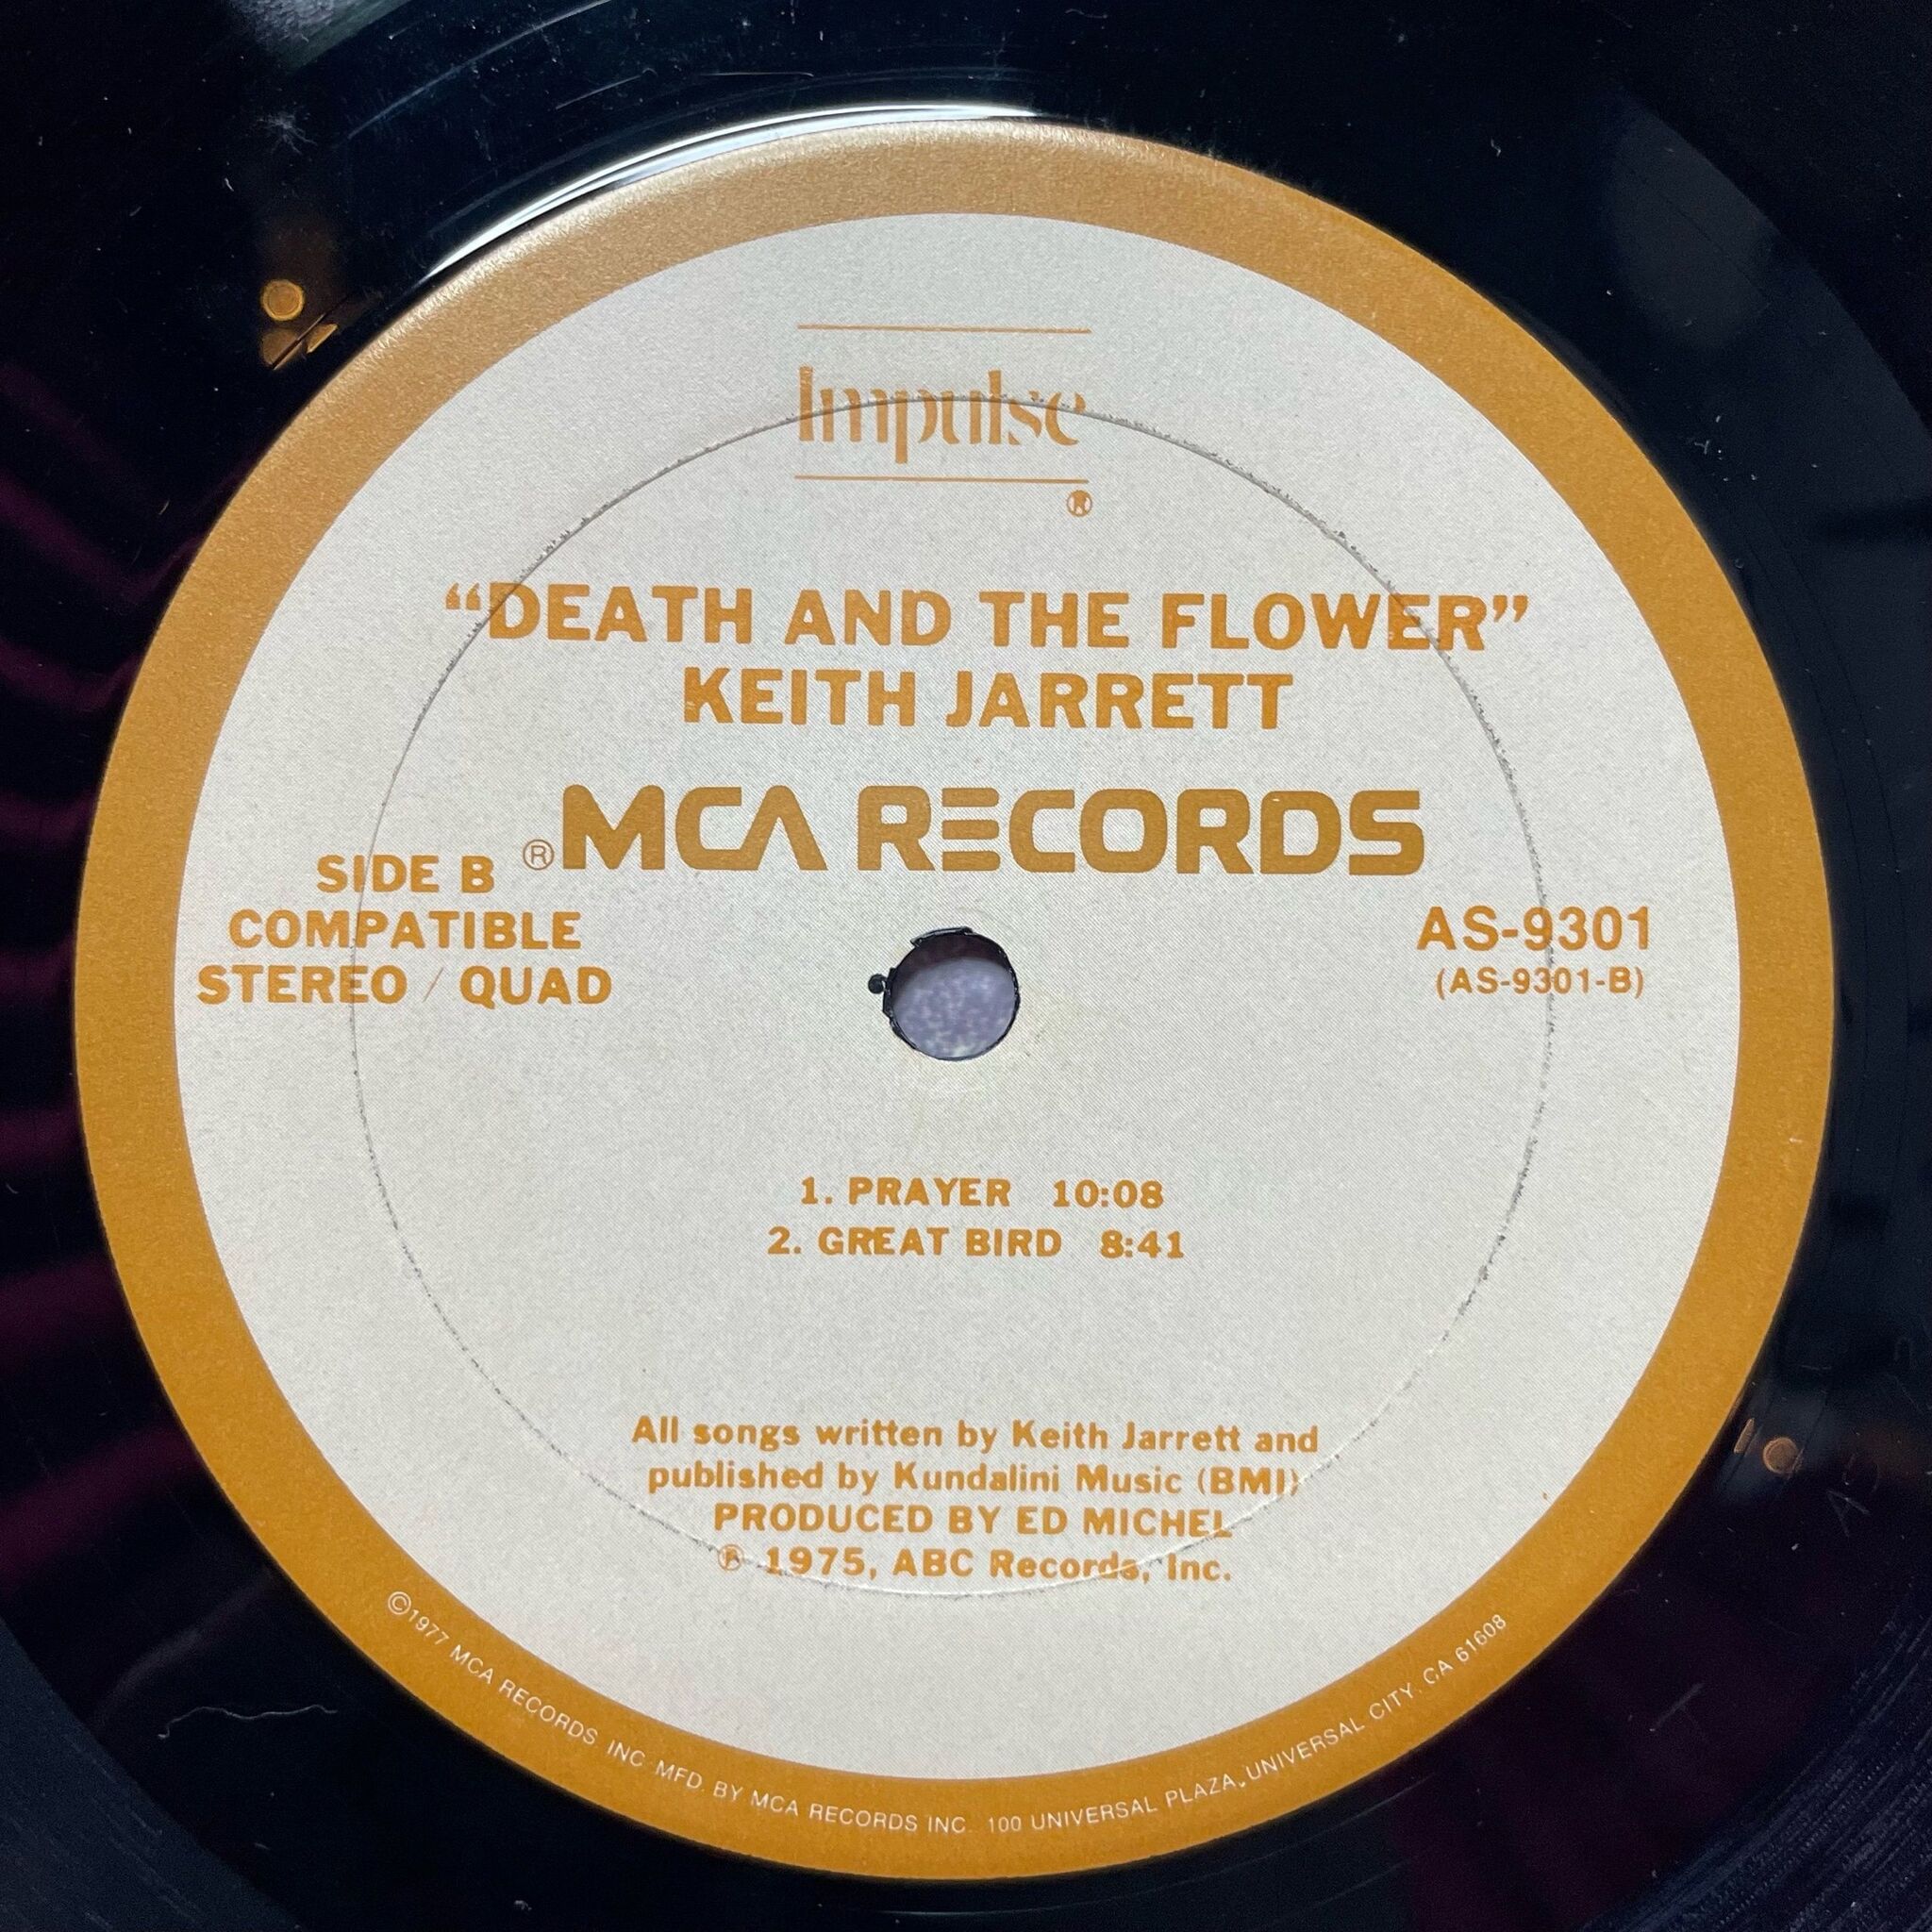 Impulse
®
“DEATH AND THE FLOWER”
KEITH JARRETT
®MCA RECORDS
SIDE B
COMPATIBLE
STEREO / QUAD
AS-9301
(AS-9301-B)
1. PRAYER 10:08
2. GREAT BIRD 8:41
All songs written by Keith Jarrett and
published by Kundalini Music (BMI)
PRODUCED BY ED MICHEL
℗ 1975, ABC Records, Inc.
©1977 MCA RECORDS INC. MFD. BY MCA RECORDS INC. 100 UNIVERSAL PLAZA, UNIVERSAL CITY. CA 61608